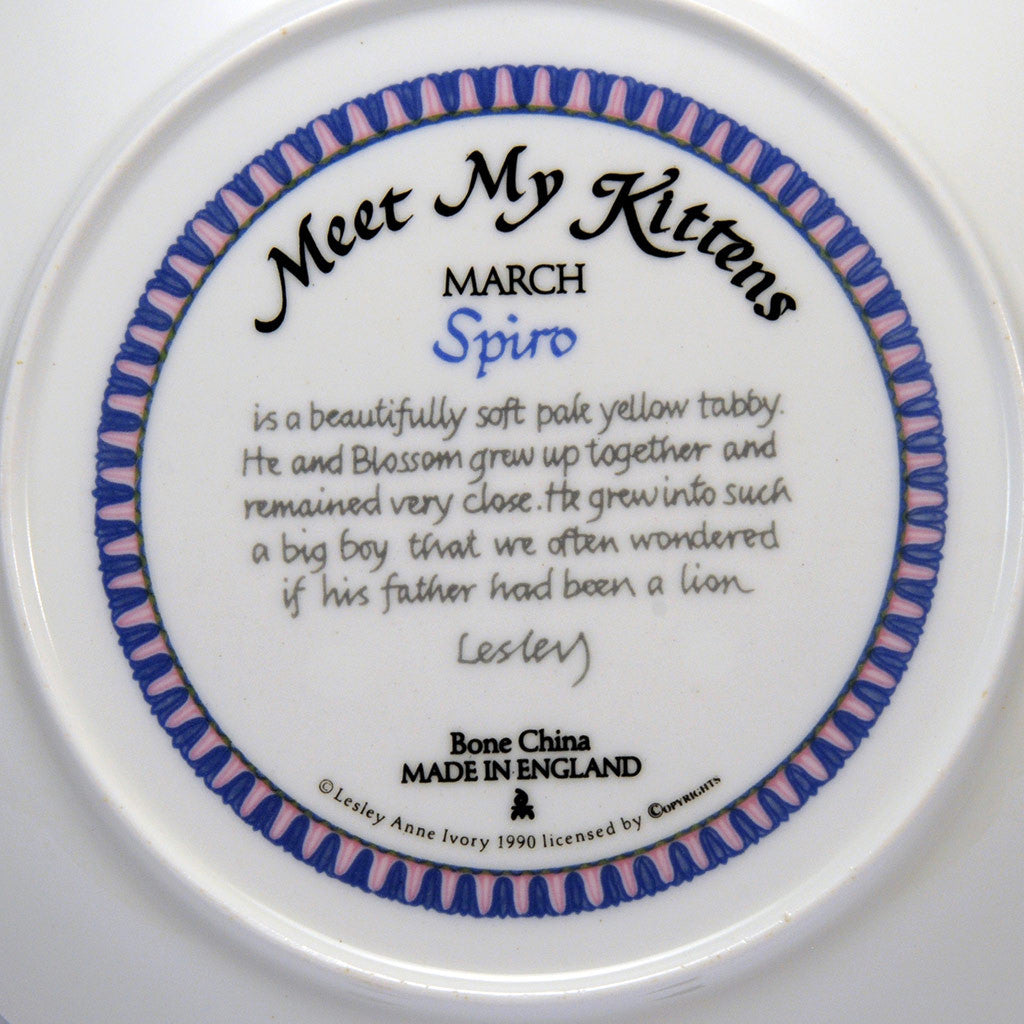 Meet My Kittens
MARCH
Spiro
is a beautifully soft pale yellow tabby.
He and Blossom grew up together and
remained very close. He grew into such
a big boy that we often wondered
if his father had been a lion
Lesley
Bone China
MADE IN ENGLAND
© Lesley Anne Ivory 1990 licensed by ©OPYRIGHTS